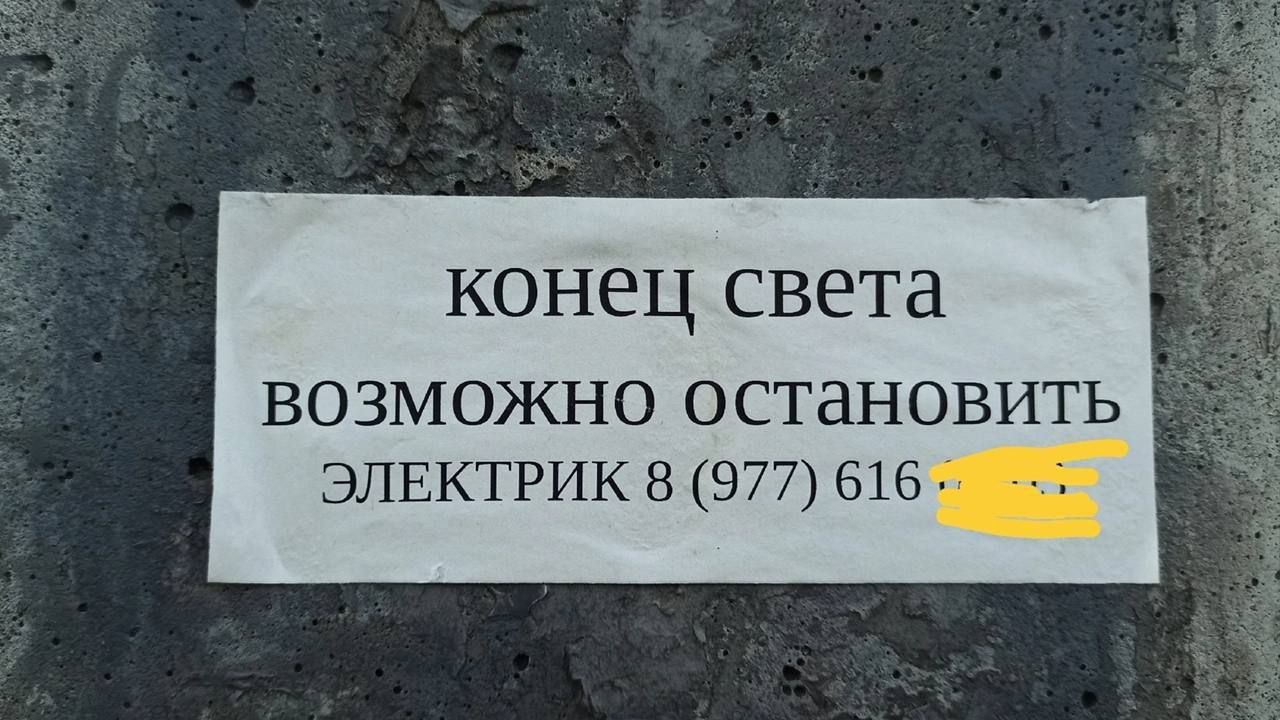 конец света
возможно остановить
ЭЛЕКТРИК 8 (977) 616